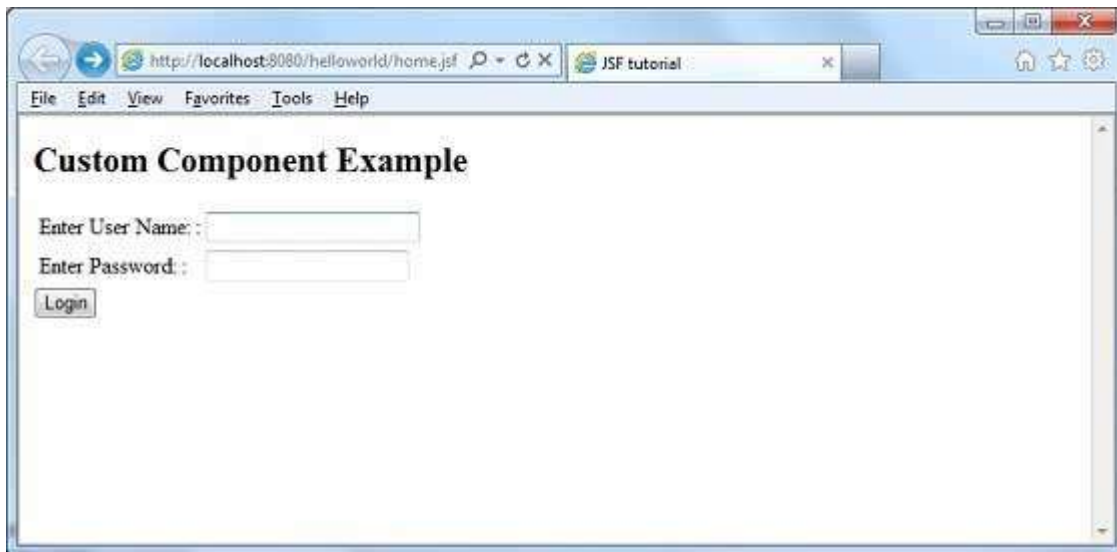 http://localhost:8080/helloworld/home.jsf
JSF tutorial
File Edit View Favorites Tools Help
Custom Component Example
Enter User Name: :
Enter Password: :
Login